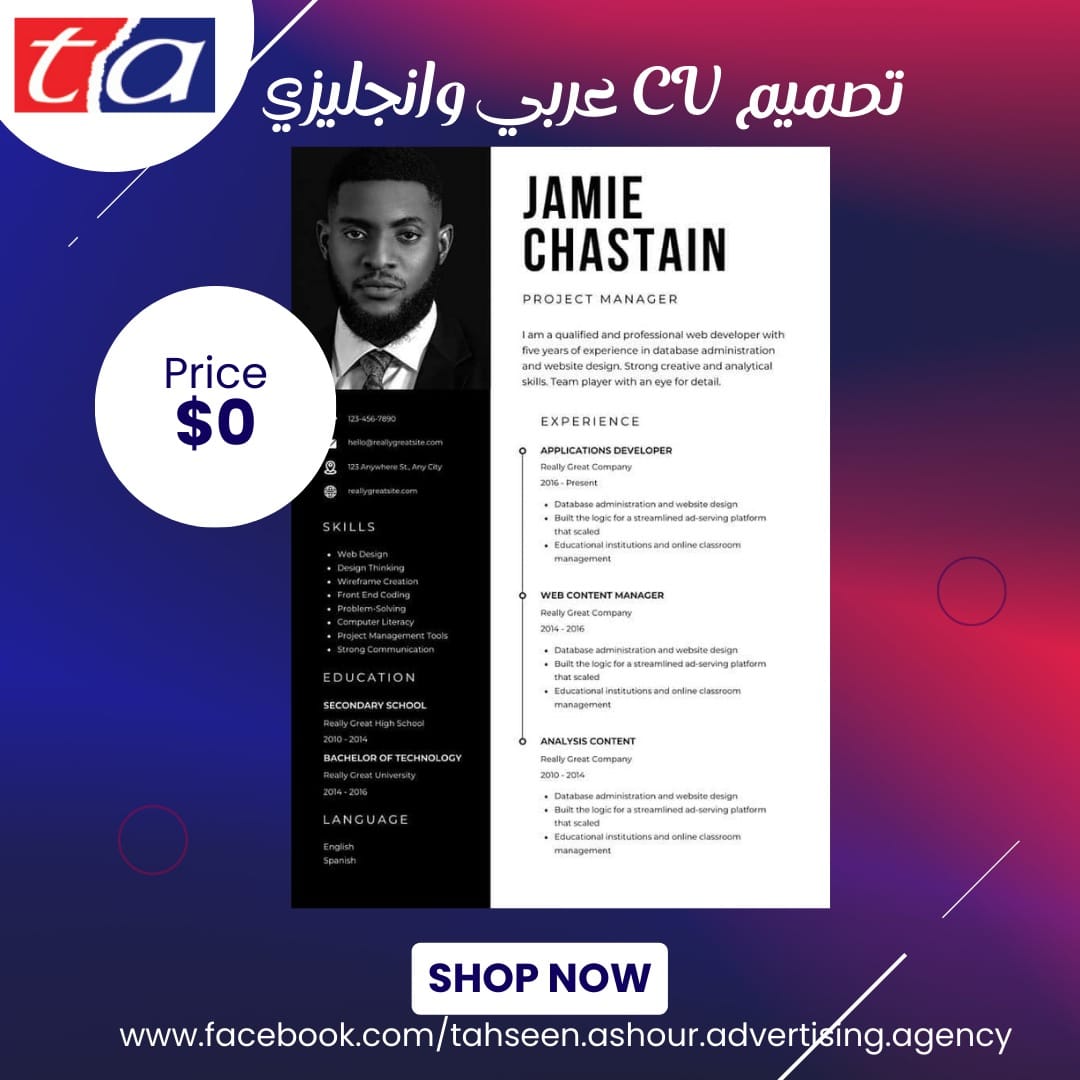 ta
تصميم CV عربي وانجليزي
Price
$0
JAMIE
CHASTAIN
PROJECT MANAGER
I am a qualified and professional web developer with
five years of experience in database administration
and website design. Strong creative and analytical
skills. Team player with an eye for detail.
123-456-7890
hello@reallygreatsite.com
123 Anywhere St., Any City
reallygreatsite.com
SKILLS
Web Design
Design Thinking
Wireframe Creation
Front End Coding
Problem-Solving
Computer Literacy
Project Management Tools
Strong Communication
EDUCATION
SECONDARY SCHOOL
Really Great High School
2010 - 2014
BACHELOR OF TECHNOLOGY
Really Great University
2014 - 2016
LANGUAGE
English
Spanish
EXPERIENCE
APPLICATIONS DEVELOPER
Really Great Company
2016 - Present
Database administration and website design
Built the logic for a streamlined ad-serving platform
that scaled
Educational institutions and online classroom
management
WEB CONTENT MANAGER
Really Great Company
2014 - 2016
Database administration and website design
Built the logic for a streamlined ad-serving platform
that scaled
Educational institutions and online classroom
management
ANALYSIS CONTENT
Really Great Company
2010 - 2014
Database administration and website design
Built the logic for a streamlined ad-serving platform
that scaled
Educational institutions and online classroom
management
SHOP NOW
www.facebook.com/tahseen.ashour.advertising.agency